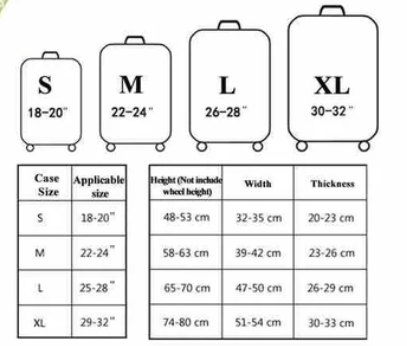 S M L XL
18-20" 22-24" 26-28" 30-32"
Case Size Applicable size Height (Not include wheel height) Width Thickness
S 18-20" 48-53 cm 32-35 cm 20-23 cm
M 22-24" 58-63 cm 39-42 cm 23-26 cm
L 25-28" 65-70 cm 47-50 cm 26-29 cm
XL 29-32" 74-80 cm 51-54 cm 30-33 cm